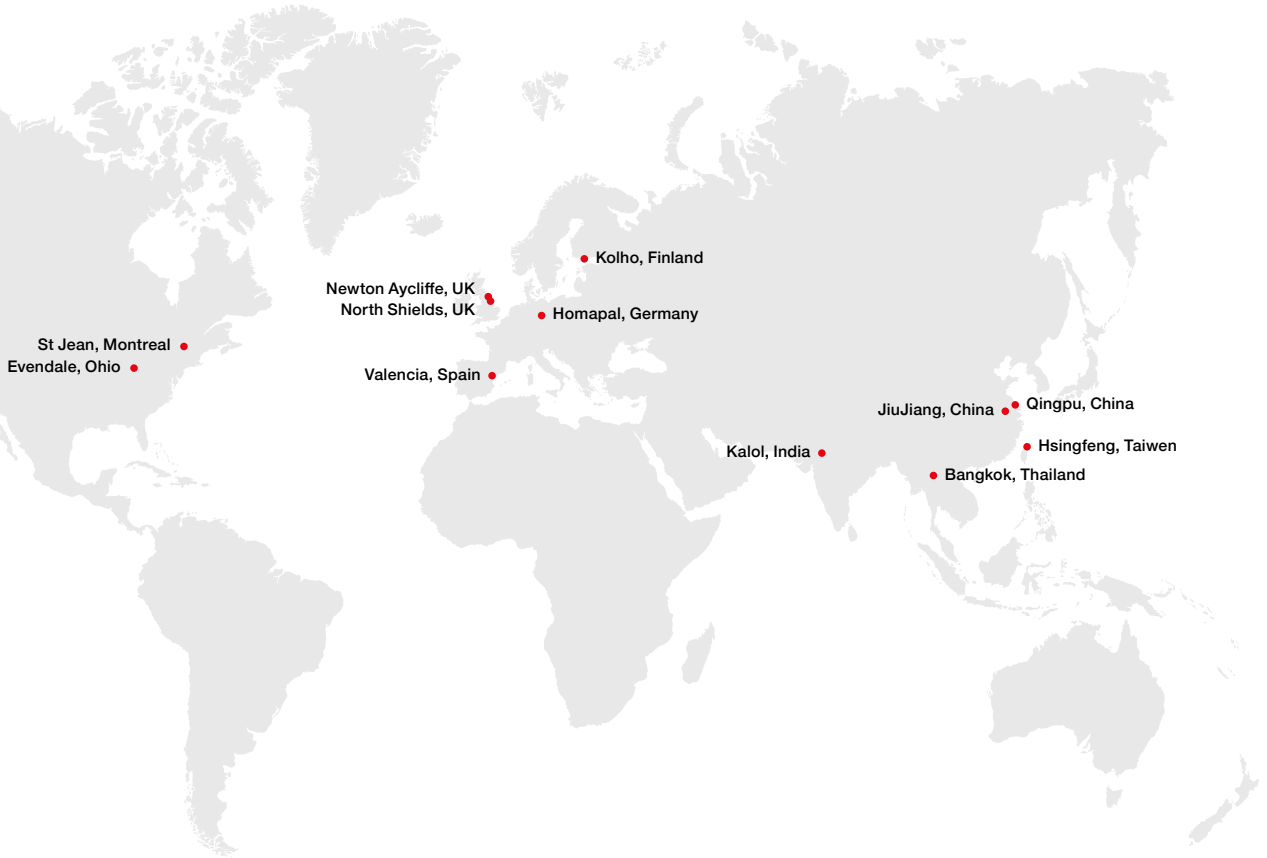 Kolho, Finland
Newton Aycliffe, UK
North Shields, UK
Homapal, Germany
St Jean, Montreal
Evendale, Ohio
Valencia, Spain
JiuJiang, China
Qingpu, China
Kalol, India
Hsingfeng, Taiwen
Bangkok, Thailand